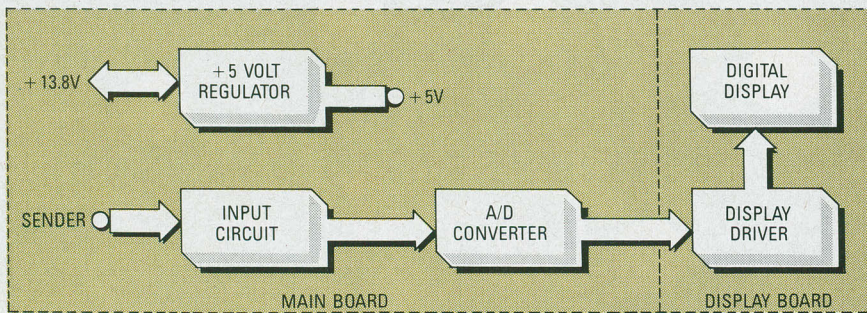 +13.8V
+5 VOLT
REGULATOR
+5V
DIGITAL
DISPLAY
SENDER
INPUT
CIRCUIT
A/D
CONVERTER
DISPLAY
DRIVER
MAIN BOARD
DISPLAY BOARD